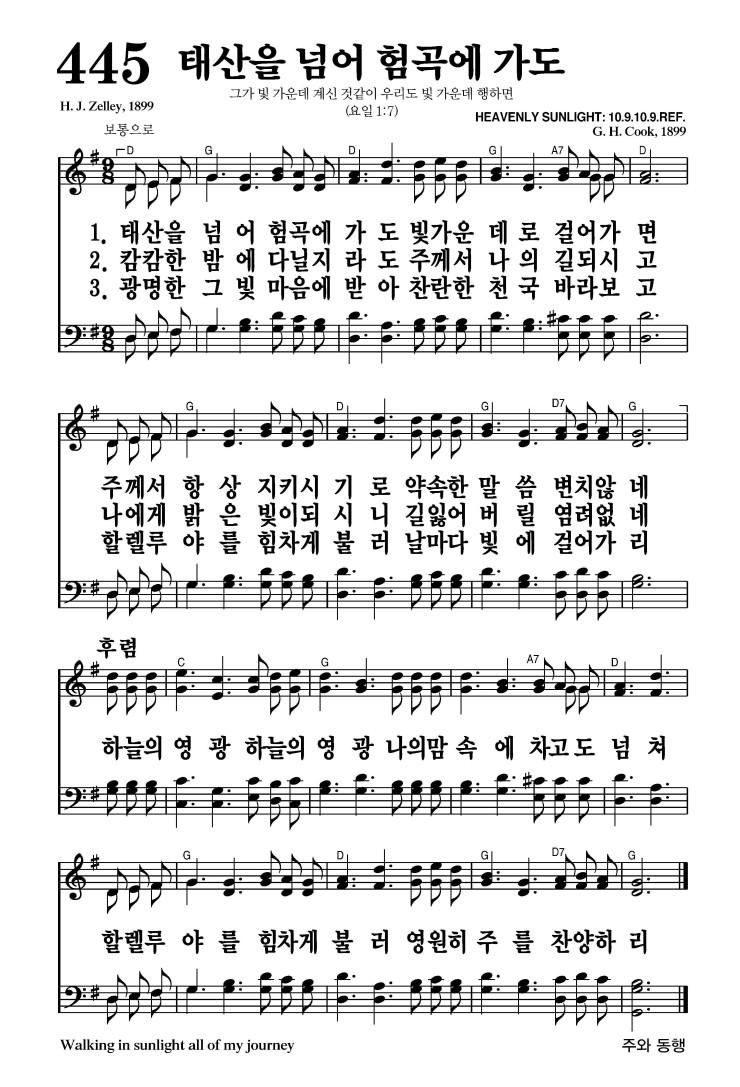 445 태산을 넘어 험곡에 가도
그가 빛 가운데 계신 것같이 우리도 빛 가운데 행하면
(요일 1:7)
H. J. Zelley, 1899
HEAVENLY SUNLIGHT: 10.9.10.9.REF.
G. H. Cook, 1899
보통으로
D G D G A7 D
9 8
1. 태산을 넘 어 험곡에 가 도 빛가운 데 로 걸어가 면
2. 캄캄한 밤 에 다닐지 라 도 주께서 나 의 길되시 고
3. 광명한 그 빛 마음에 받 아 찬란한 천 국 바라보 고
9 8
G D G D7 G
주께서 항 상 지키시 기 로 약속한 말 씀 변치않 네
나에게 밝 은 빛이되 시 니 길잃어 버 릴 염려없 네
할렐루 야 를 힘차게 불 러 날마다 빛 에 걸어가 리
후렴
C G A7 D
하늘의 영 광 하늘의 영 광 나의맘 속 에 차고도 넘 쳐
G D G D7 G
할렐루 야 를 힘차게 불 러 영원히 주 를 찬양하 리
Walking in sunlight all of my journey
주와 동행